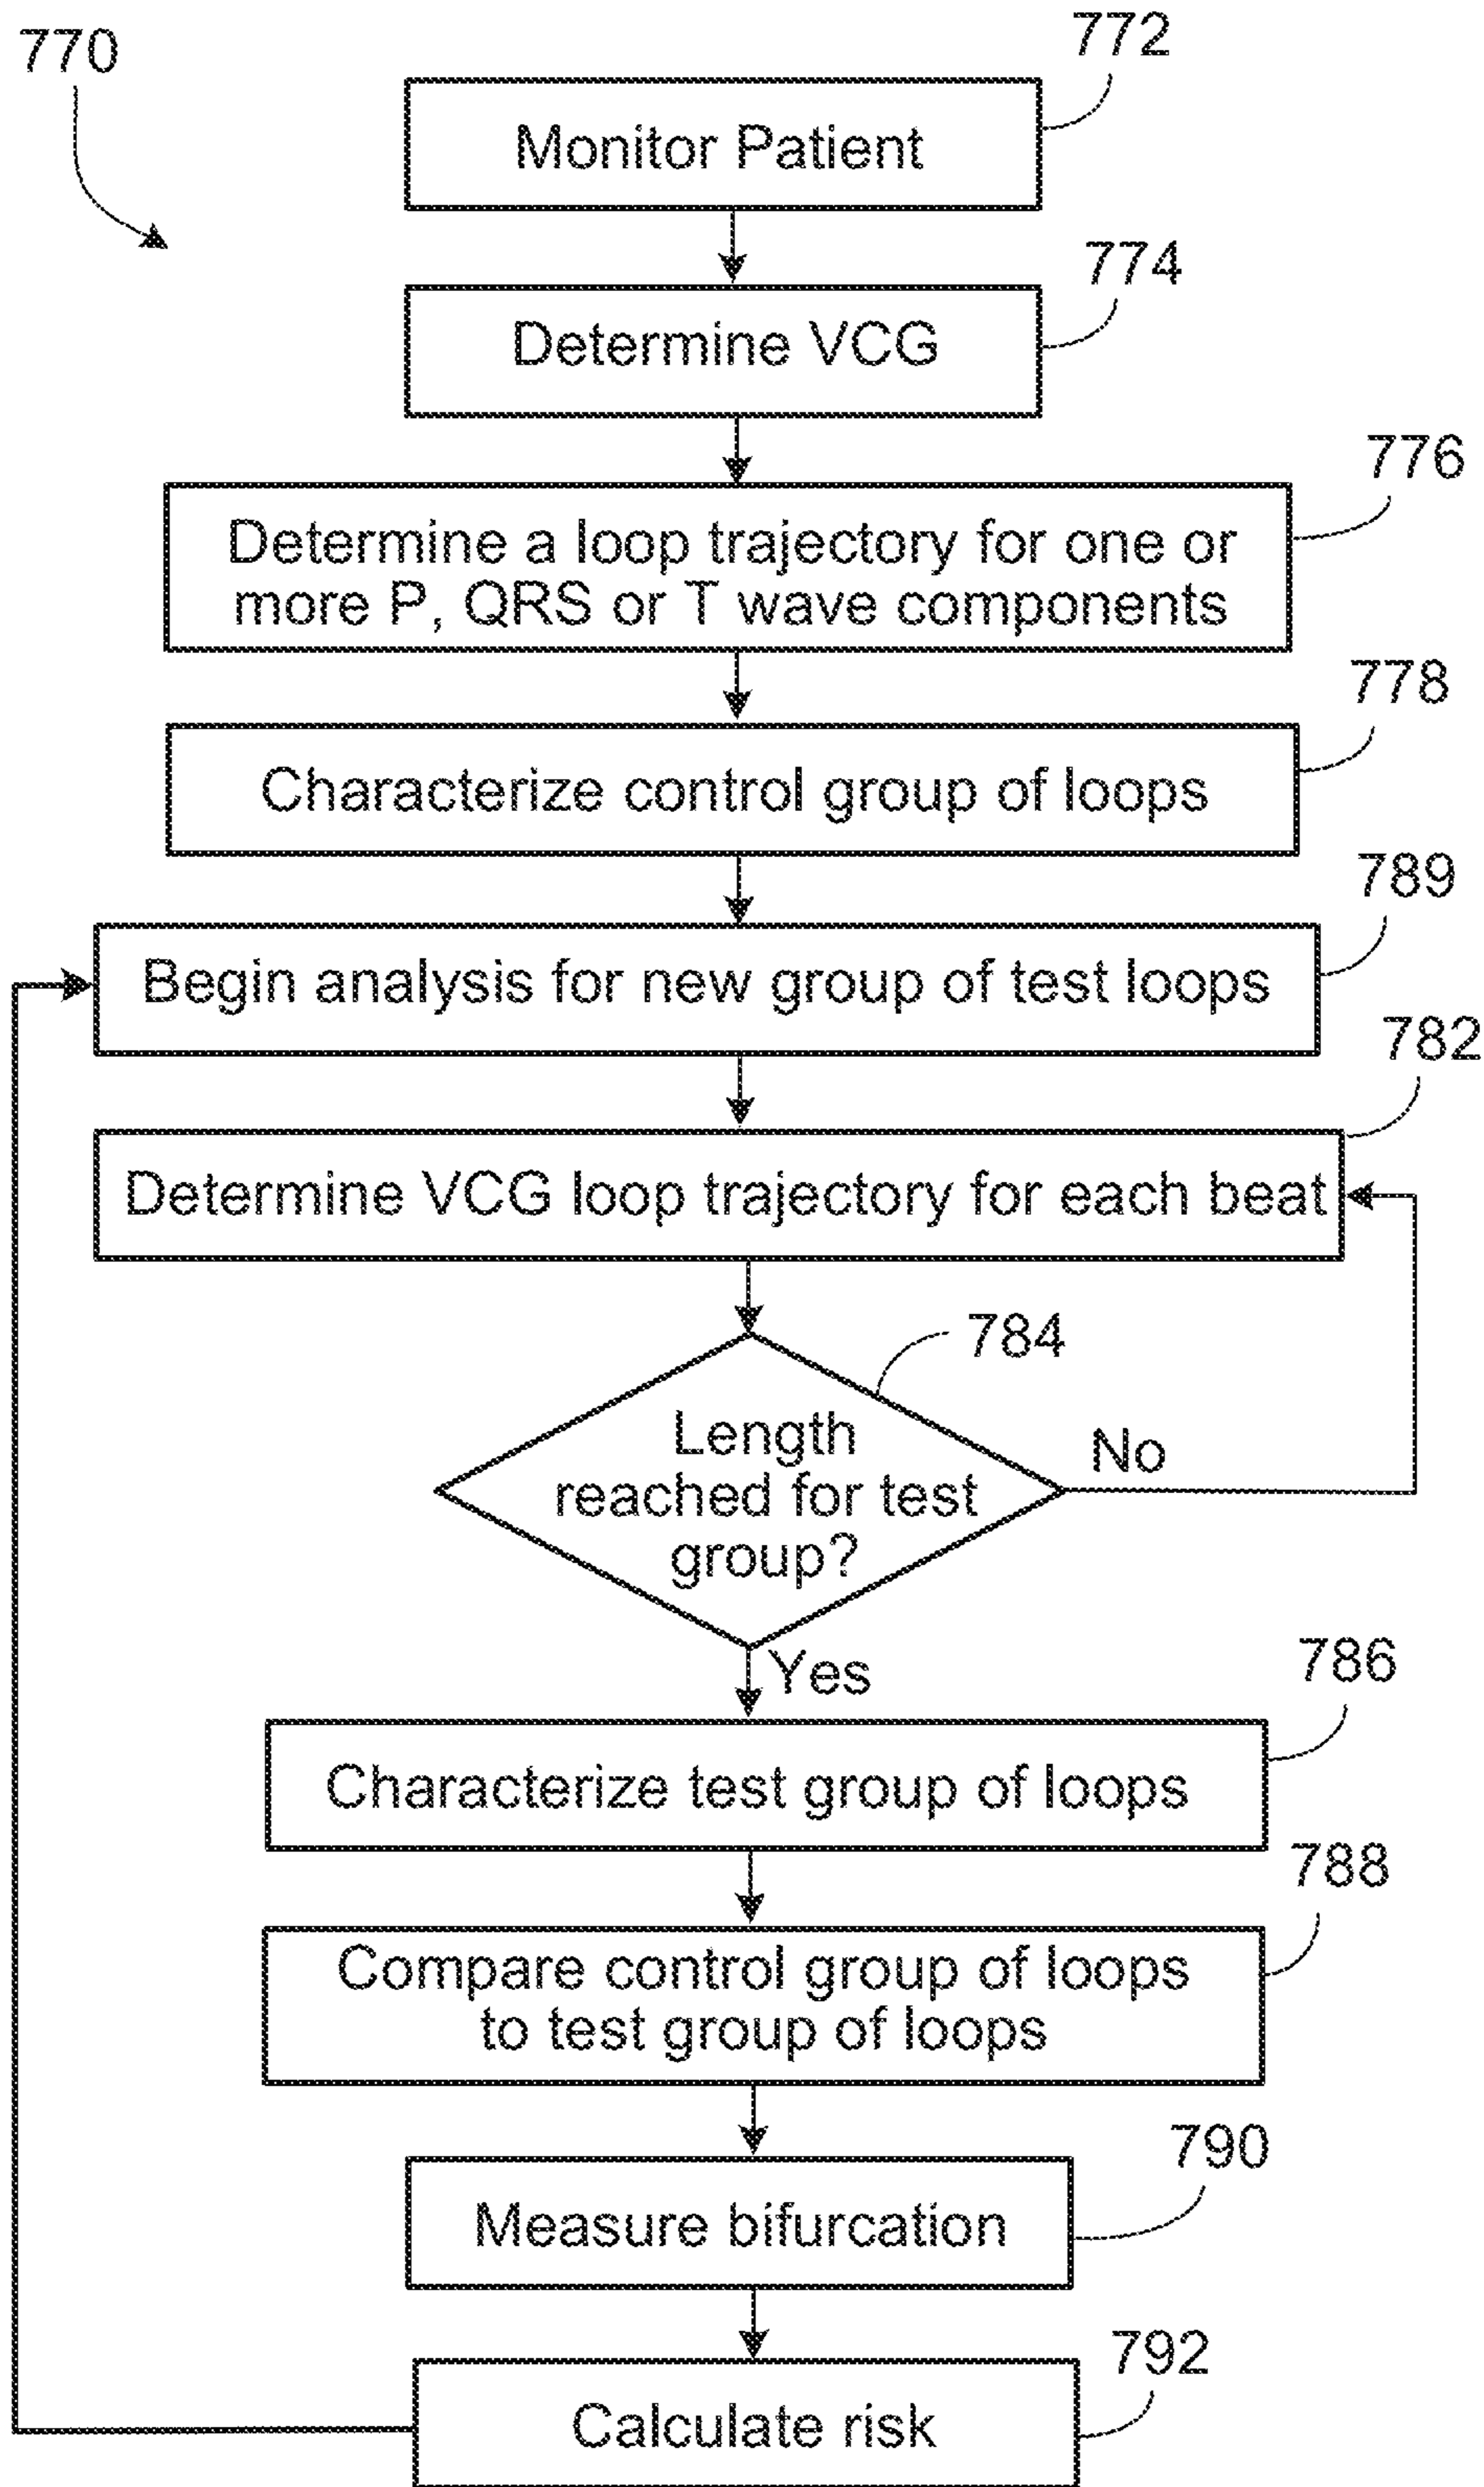 770
772
Monitor Patient
774
Determine VCG
776
Determine a loop trajectory for one or
more P, QRS or T wave components
778
Characterize control group of loops
789
Begin analysis for new group of test loops
782
Determine VCG loop trajectory for each beat
784
Length
reached for test
group?
No
Yes
786
Characterize test group of loops
788
Compare control group of loops
to test group of loops
790
Measure bifurcation
792
Calculate risk